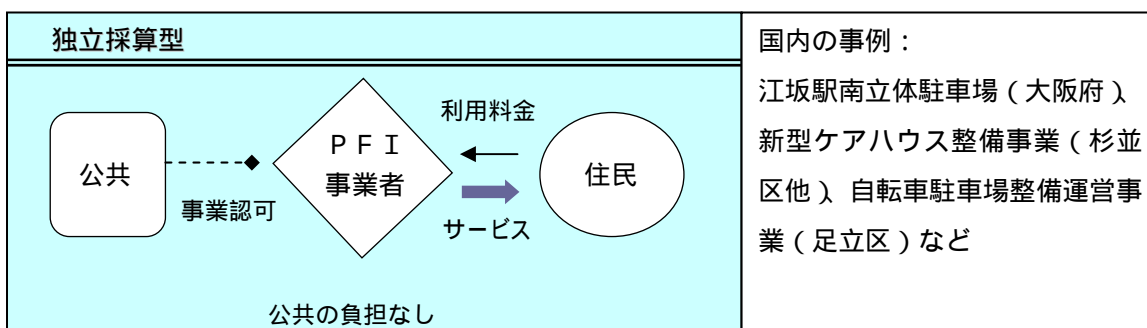 独立採算型
公共
事業認可
ＰＦＩ
事業者
利用料金
サービス
住民
公共の負担なし
国内の事例：
江坂駅南立体駐車場（大阪府）、
新型ケアハウス整備事業（杉並
区他）、自転車駐車場整備運営事
業（足立区）など